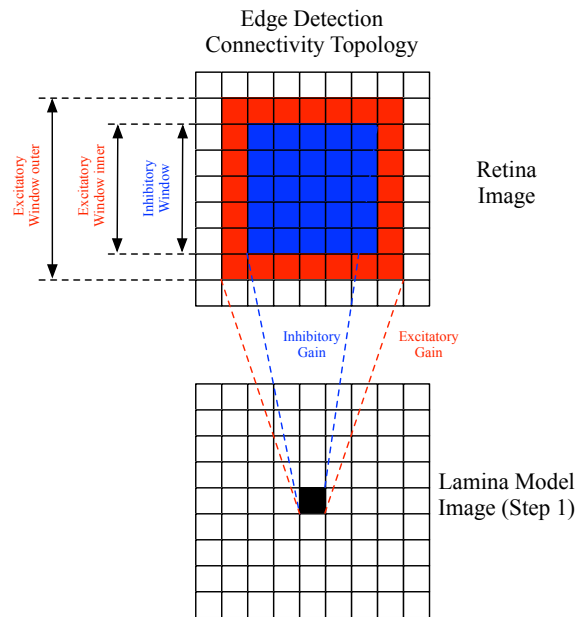 Edge Detection
Connectivity Topology
Excitatory
Window outer
Excitatory
Window inner
Inhibitory
Window
Retina
Image
Inhibitory
Gain
Excitatory
Gain
Lamina Model
Image (Step 1)